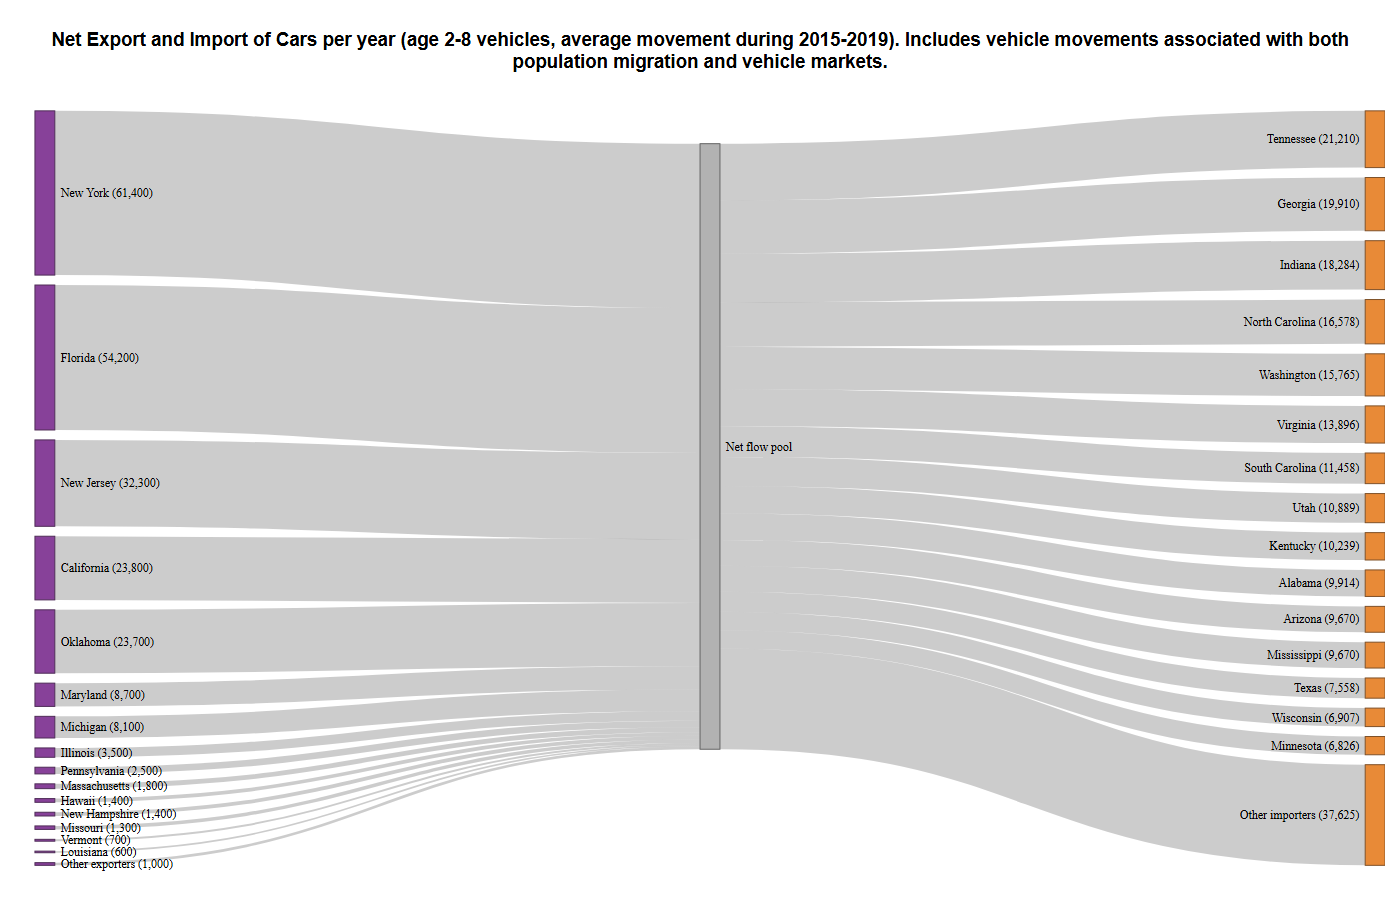 Net Export and Import of Cars per year (age 2-8 vehicles, average movement during 2015-2019). Includes vehicle movements associated with both
population migration and vehicle markets.
New York (61,400)
Florida (54,200)
New Jersey (32,300)
California (23,800)
Oklahoma (23,700)
Maryland (8,700)
Michigan (8,100)
Illinois (3,500)
Pennsylvania (2,500)
Massachusetts (1,800)
Hawaii (1,400)
New Hampshire (1,400)
Missouri (1,300)
Vermont (700)
Louisiana (600)
Other exporters (1,000)
Net flow pool
Tennessee (21,210)
Georgia (19,910)
Indiana (18,284)
North Carolina (16,578)
Washington (15,765)
Virginia (13,896)
South Carolina (11,458)
Utah (10,889)
Kentucky (10,239)
Alabama (9,914)
Arizona (9,670)
Mississippi (9,670)
Texas (7,558)
Wisconsin (6,907)
Minnesota (6,826)
Other importers (37,625)